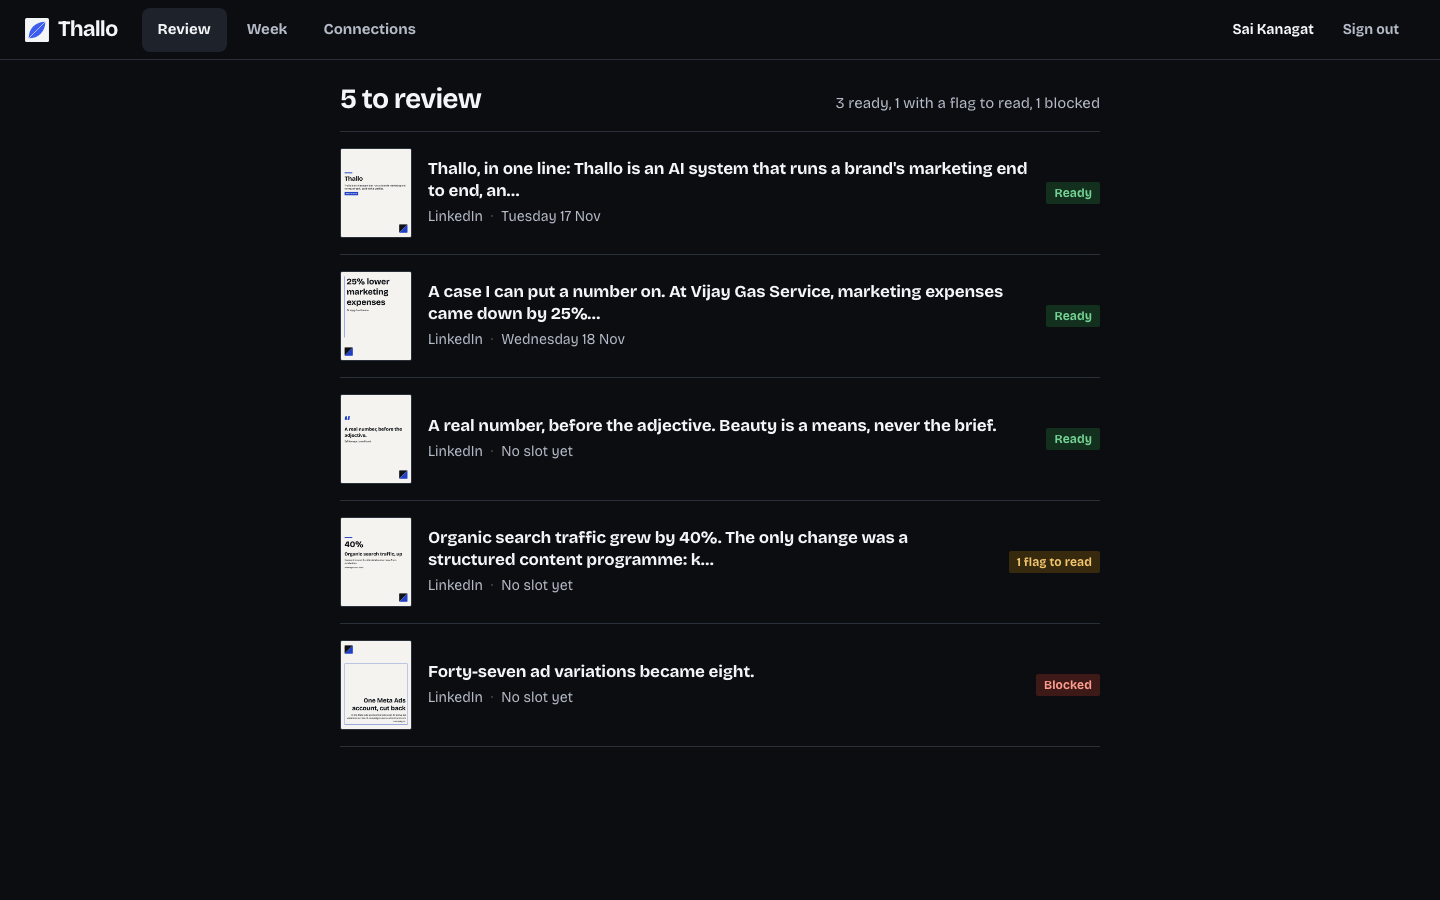 Thallo
Review
Week
Connections
Sai Kanagat
Sign out
5 to review
3 ready, 1 with a flag to read, 1 blocked
Thallo
Thallo, in one line: Thallo is an AI system that runs a brand's marketing end
to end, an...
LinkedIn · Tuesday 17 Nov
Ready
25% lower
marketing
expenses
A case I can put a number on. At Vijay Gas Service, marketing expenses
came down by 25%...
LinkedIn · Wednesday 18 Nov
Ready
“
A real number, before the
adjective.
A real number, before the adjective. Beauty is a means, never the brief.
LinkedIn · No slot yet
Ready
40%
Organic search traffic, up
Organic search traffic grew by 40%. The only change was a
structured content programme: k...
LinkedIn · No slot yet
1 flag to read
One Meta Ads
account, cut back
Forty-seven ad variations became eight.
LinkedIn · No slot yet
Blocked